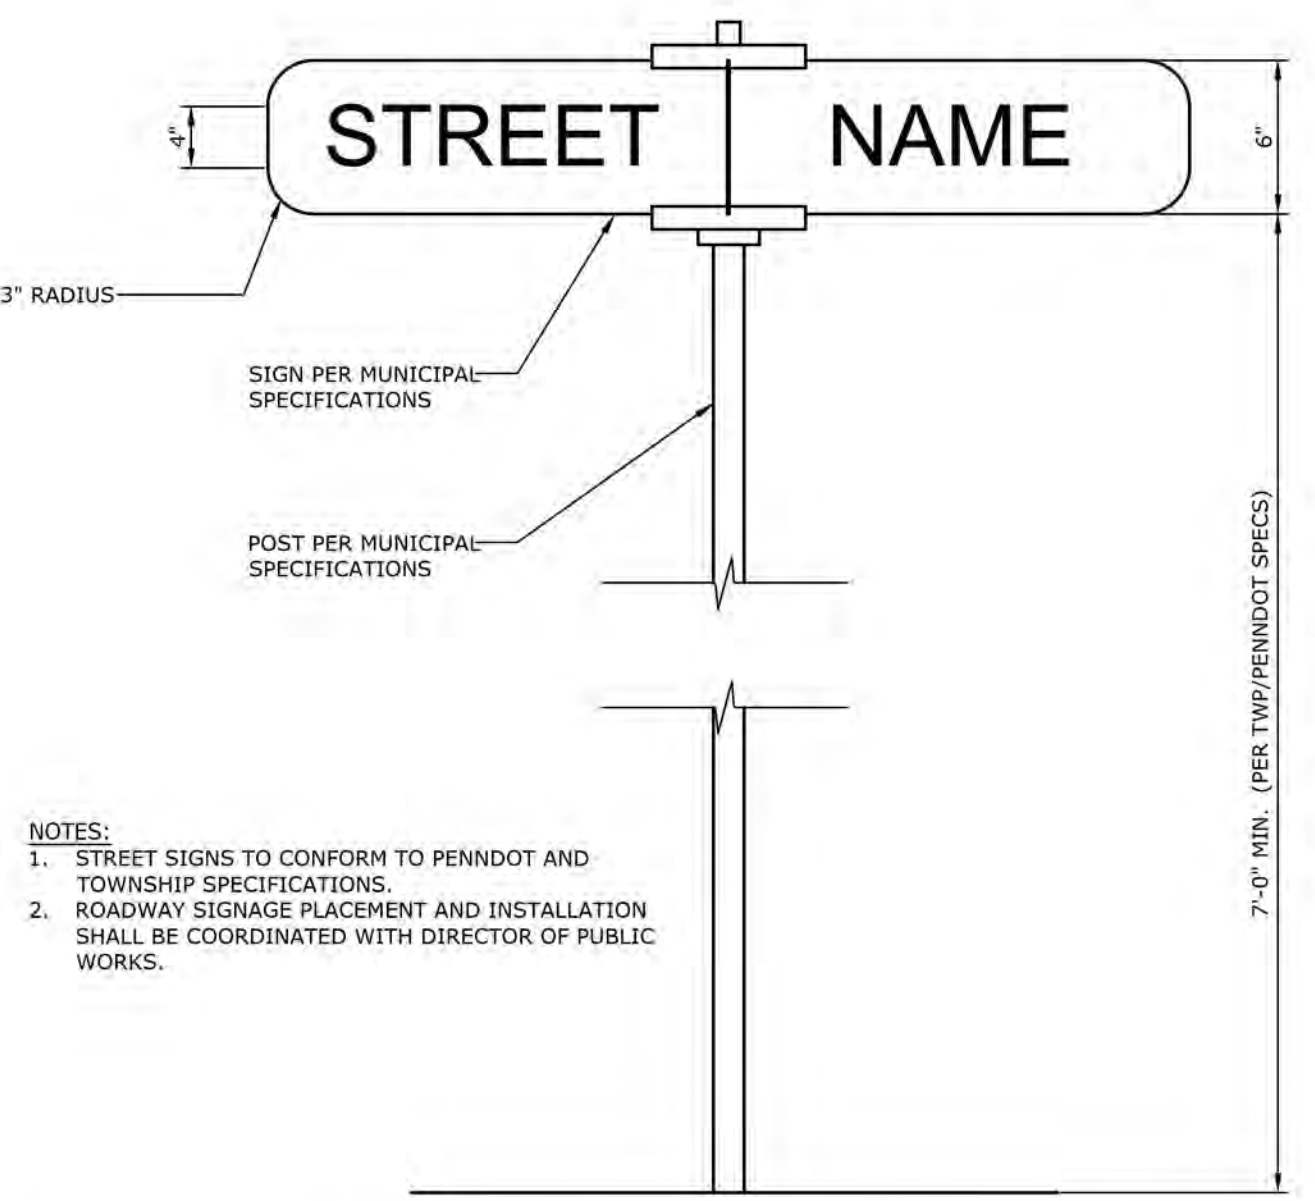 STREET NAME
4"
6"
3" RADIUS
SIGN PER MUNICIPAL
SPECIFICATIONS
POST PER MUNICIPAL
SPECIFICATIONS
7'-0" MIN. (PER TWP/PENNDOT SPECS)
NOTES:
1. STREET SIGNS TO CONFORM TO PENNDOT AND
TOWNSHIP SPECIFICATIONS.
2. ROADWAY SIGNAGE PLACEMENT AND INSTALLATION
SHALL BE COORDINATED WITH DIRECTOR OF PUBLIC
WORKS.